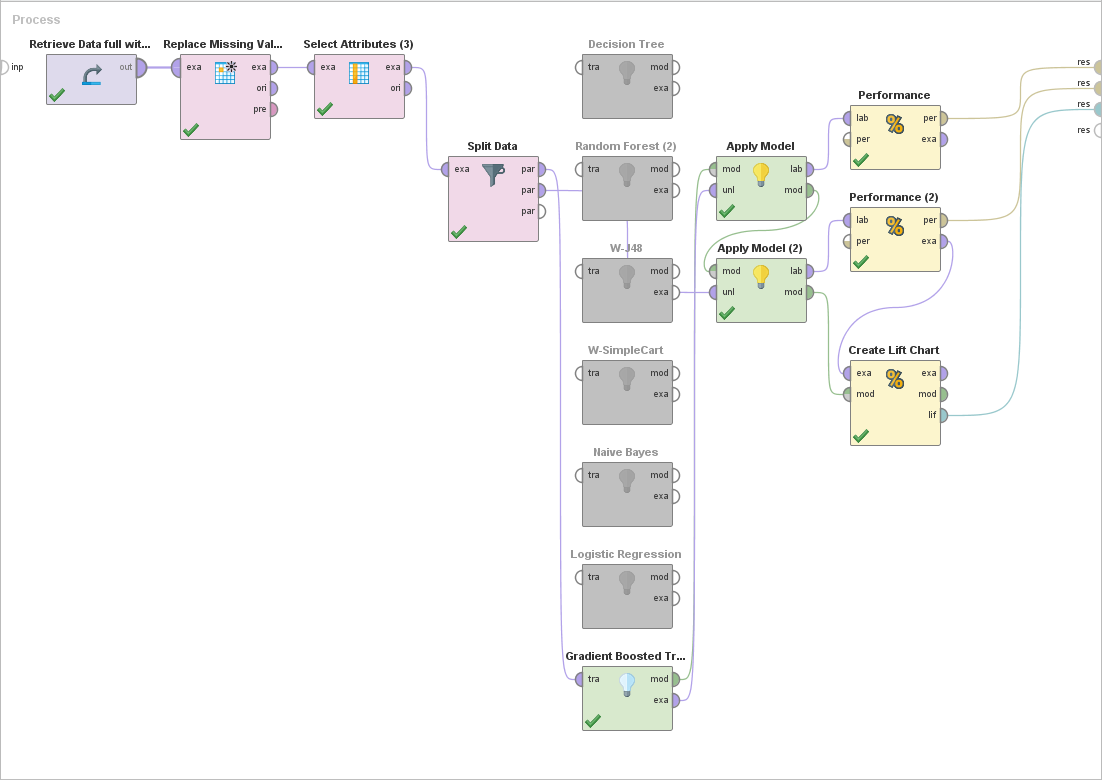 Process
inp
Retrieve Data full wit...
out
Replace Missing Val...
exa exa
ori
pre
Select Attributes (3)
exa exa
ori
Split Data
exa par
par
par
Decision Tree
tra mod
exa
Random Forest (2)
tra mod
exa
W-J48
tra mod
exa
W-SimpleCart
tra mod
exa
Naive Bayes
tra mod
exa
Logistic Regression
tra mod
exa
Gradient Boosted Tr...
tra mod
exa
Apply Model
mod lab
unl mod
Apply Model (2)
mod lab
unl mod
Performance
lab per
per exa
Performance (2)
lab per
per exa
Create Lift Chart
exa exa
mod mod
lif
res
res
res
res